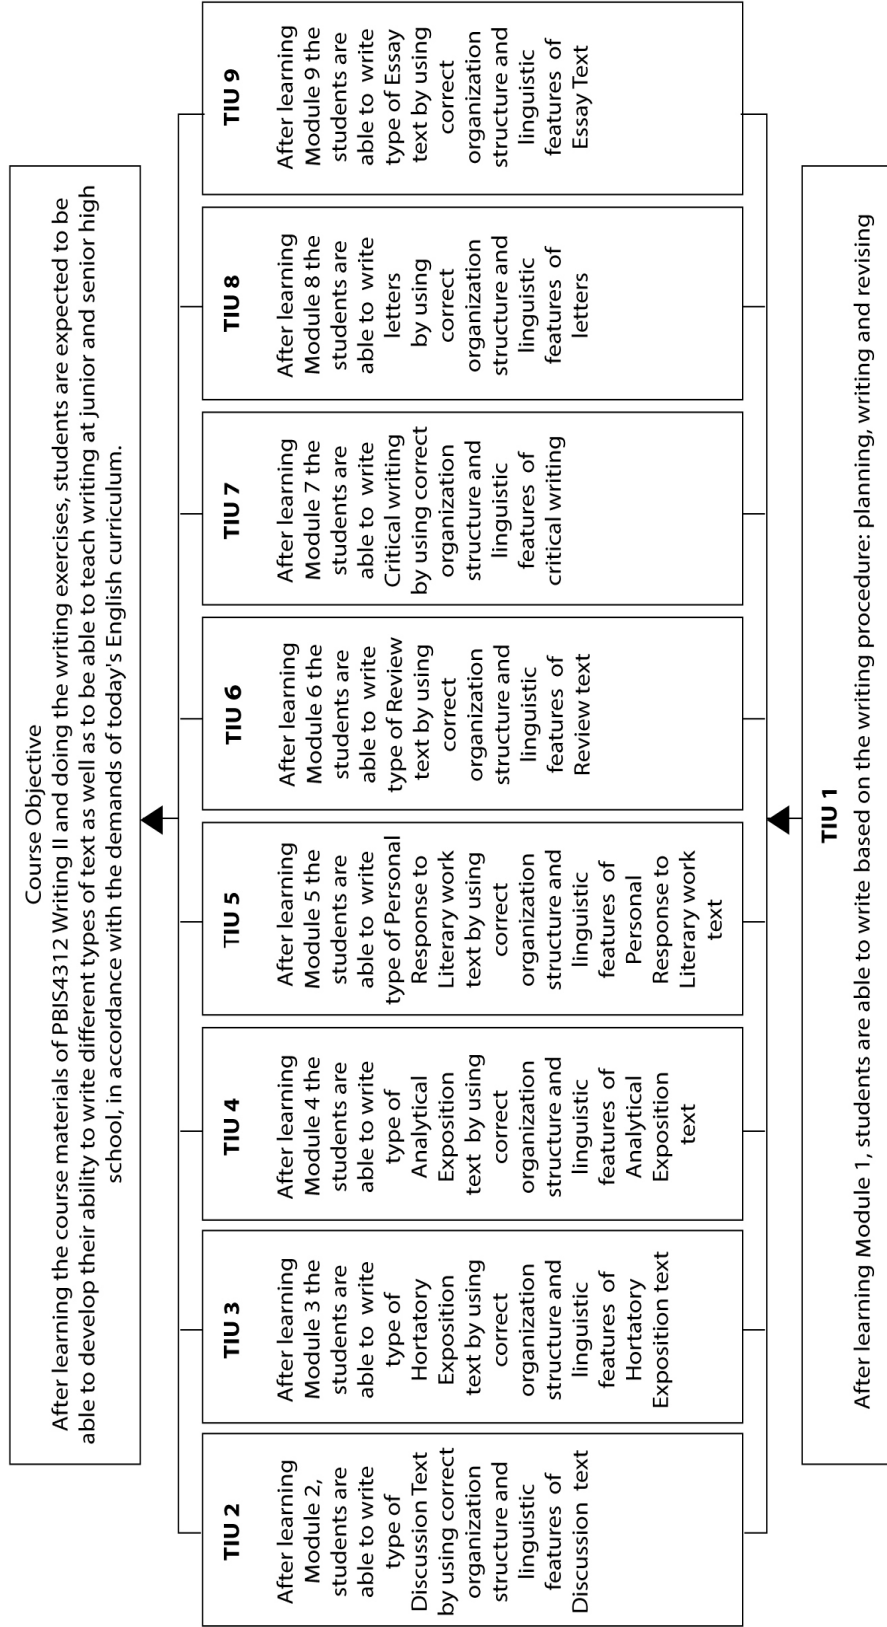 Course Objective
After learning the course materials of PBIS4312 Writing II and doing the writing exercises, students are expected to be
able to develop their ability to write different types of text as well as to be able to teach writing at junior and senior high
school, in accordance with the demands of today's English curriculum.
TIU 2
After learning
Module 2,
students are
able to write
type of
Discussion Text
by using correct
organization
structure and
linguistic
features of
Discussion text
TIU 3
After learning
Module 3 the
students are
able to write
type of
Hortatory
Exposition
text by using
correct
organization
structure and
linguistic
features of
Hortatory
Exposition text
TIU 4
After learning
Module 4 the
students are
able to write
type of
Analytical
Exposition
text by using
correct
organization
structure and
linguistic
features of
Analytical
Exposition
text
TIU 5
After learning
Module 5 the
students are
able to write
type of Personal
Response to
Literary work
text by using
correct
organization
structure and
linguistic
features of
Personal
Response to
Literary work
text
TIU 6
After learning
Module 6 the
students are
able to write
type of Review
text by using
correct
organization
structure and
linguistic
features of
Review text
TIU 7
After learning
Module 7 the
students are
able to write
Critical writing
by using correct
organization
structure and
linguistic
features of
critical writing
TIU 8
After learning
Module 8 the
students are
able to write
letters
by using
correct
organization
structure and
linguistic
features of
letters
TIU 9
After learning
Module 9 the
students are
able to write
type of Essay
text by using
correct
organization
structure and
linguistic
features of
Essay Text
TIU 1
After learning Module 1, students are able to write based on the writing procedure: planning, writing and revising